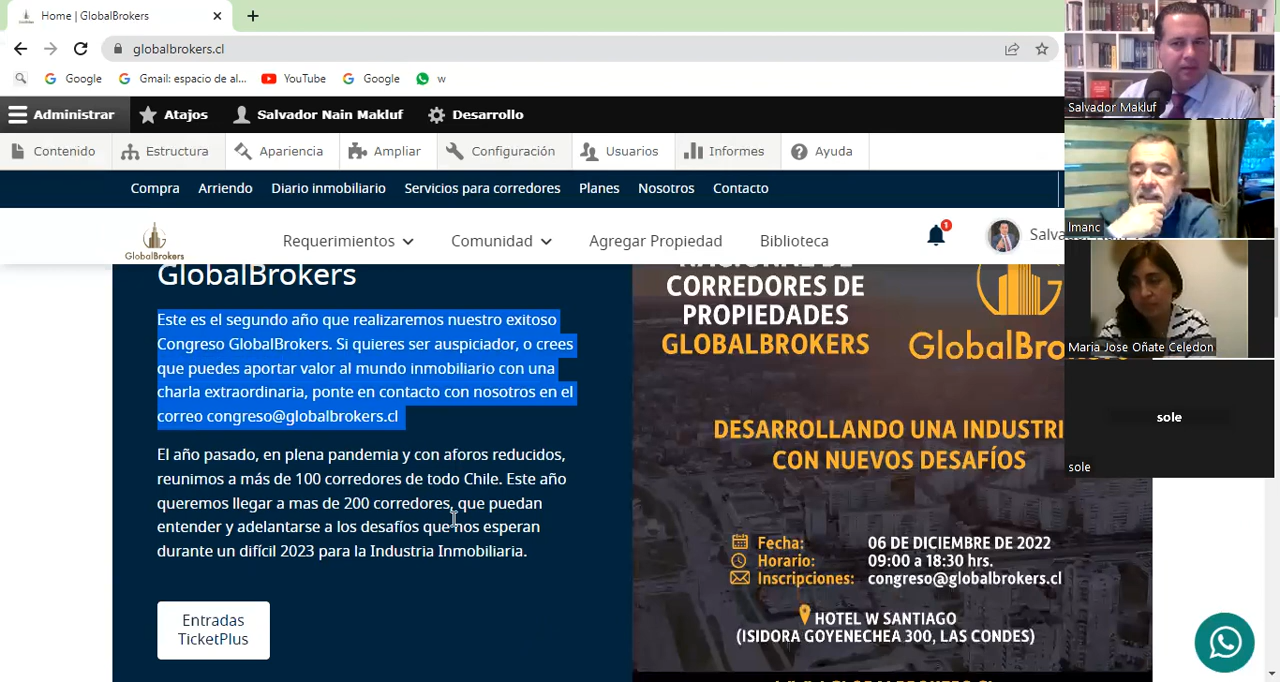 Home | GlobalBrokers
globalbrokers.cl
Google
Gmail: espacio de al...
YouTube
Google
w
Administrar
Atajos
Salvador Nain Makluf
Desarrollo
Contenido
Estructura
Apariencia
Ampliar
Configuración
Usuarios
Informes
Ayuda
Compra
Arriendo
Diario inmobiliario
Servicios para corredores
Planes
Nosotros
Contacto
GlobalBrokers
Requerimientos
Comunidad
Agregar Propiedad
Biblioteca
1
GlobalBrokers
Este es el segundo año que realizaremos nuestro exitoso
Congreso GlobalBrokers. Si quieres ser auspiciador, o crees
que puedes aportar valor al mundo inmobiliario con una
charla extraordinaria, ponte en contacto con nosotros en el
correo congreso@globalbrokers.cl
El año pasado, en plena pandemia y con aforos reducidos,
reunimos a más de 100 corredores de todo Chile. Este año
queremos llegar a mas de 200 corredores, que puedan
entender y adelantarse a los desafíos que nos esperan
durante un difícil 2023 para la Industria Inmobiliaria.
Entradas
TicketPlus
NACIONAL DE
CORREDORES DE
PROPIEDADES
GLOBALBROKERS
GlobalBro
DESARROLLANDO UNA INDUSTRI
CON NUEVOS DESAFÍOS
Fecha: 06 DE DICIEMBRE DE 2022
Horario: 09:00 a 18:30 hrs.
Inscripciones: congreso@globalbrokers.cl
HOTEL W SANTIAGO
(ISIDORA GOYENECHEA 300, LAS CONDES)
Salvador Makluf
lmanc
Maria Jose Oñate Celedon
sole
sole